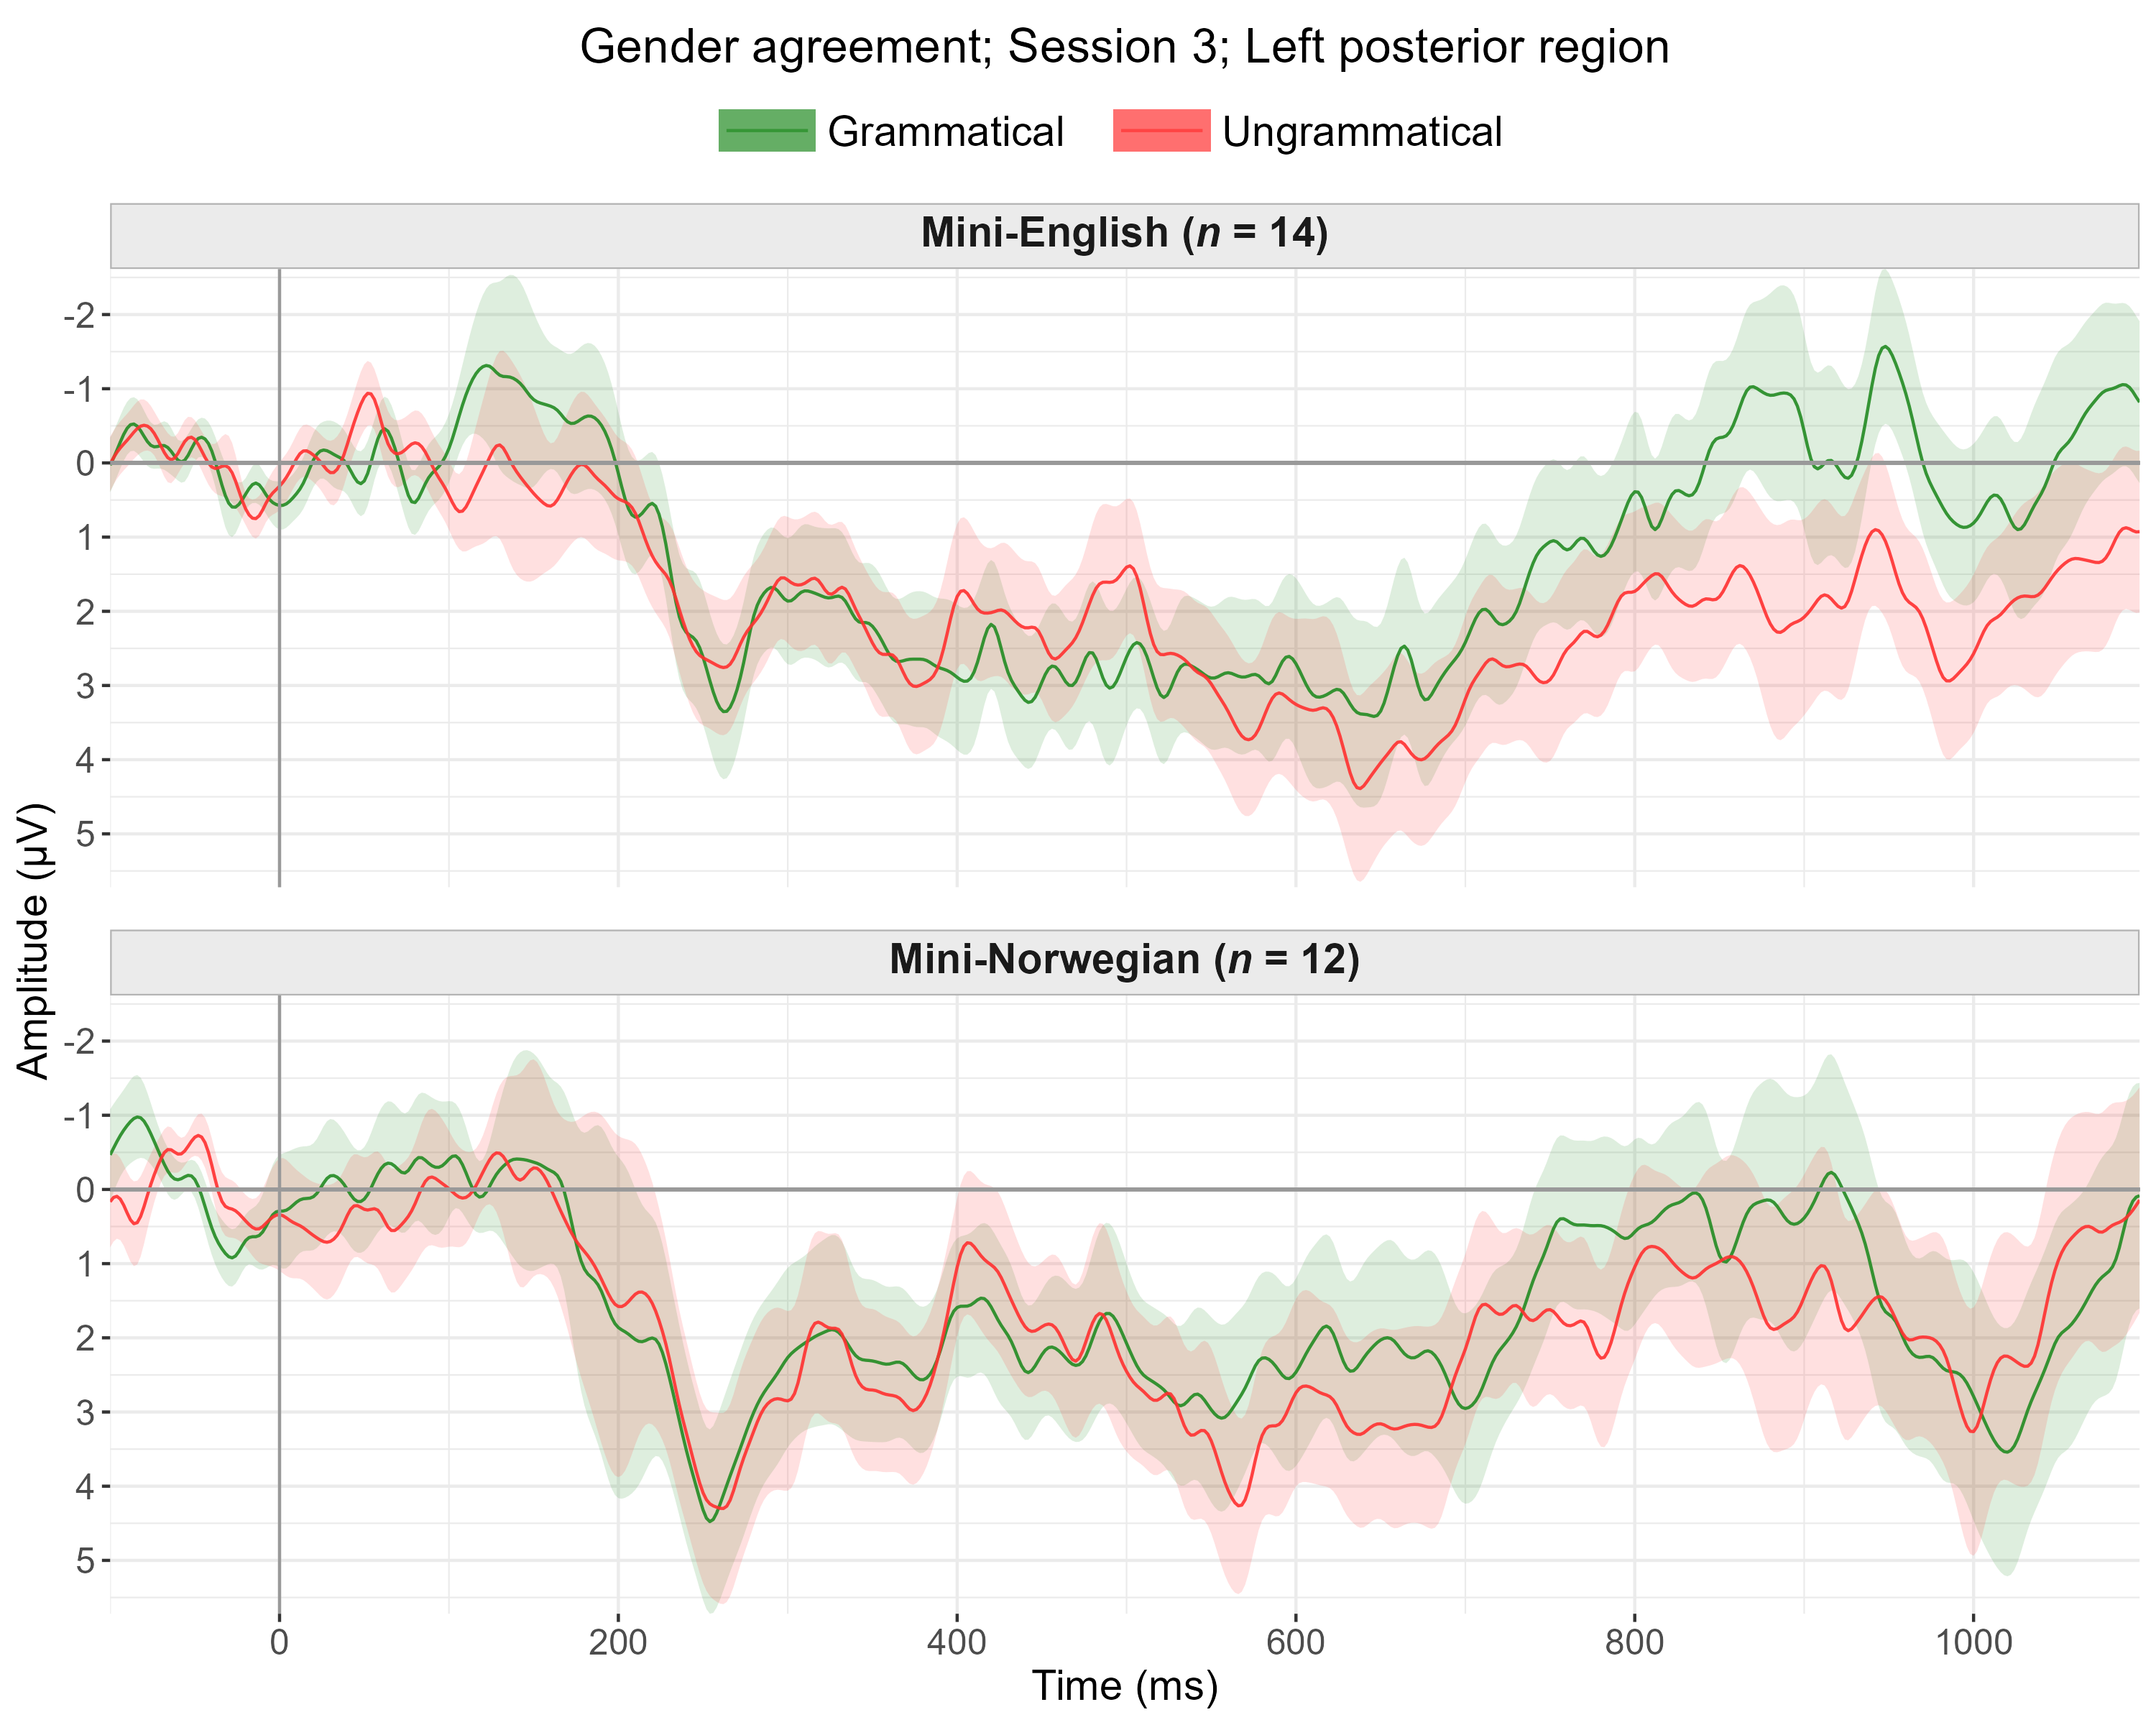 Gender agreement; Session 3; Left posterior region
Grammatical Ungrammatical
Mini-English (n = 14)
-2
-1
0
1
2
3
4
5
Amplitude (µV)
Mini-Norwegian (n = 12)
-2
-1
0
1
2
3
4
5
0 200 400 600 800 1000
Time (ms)